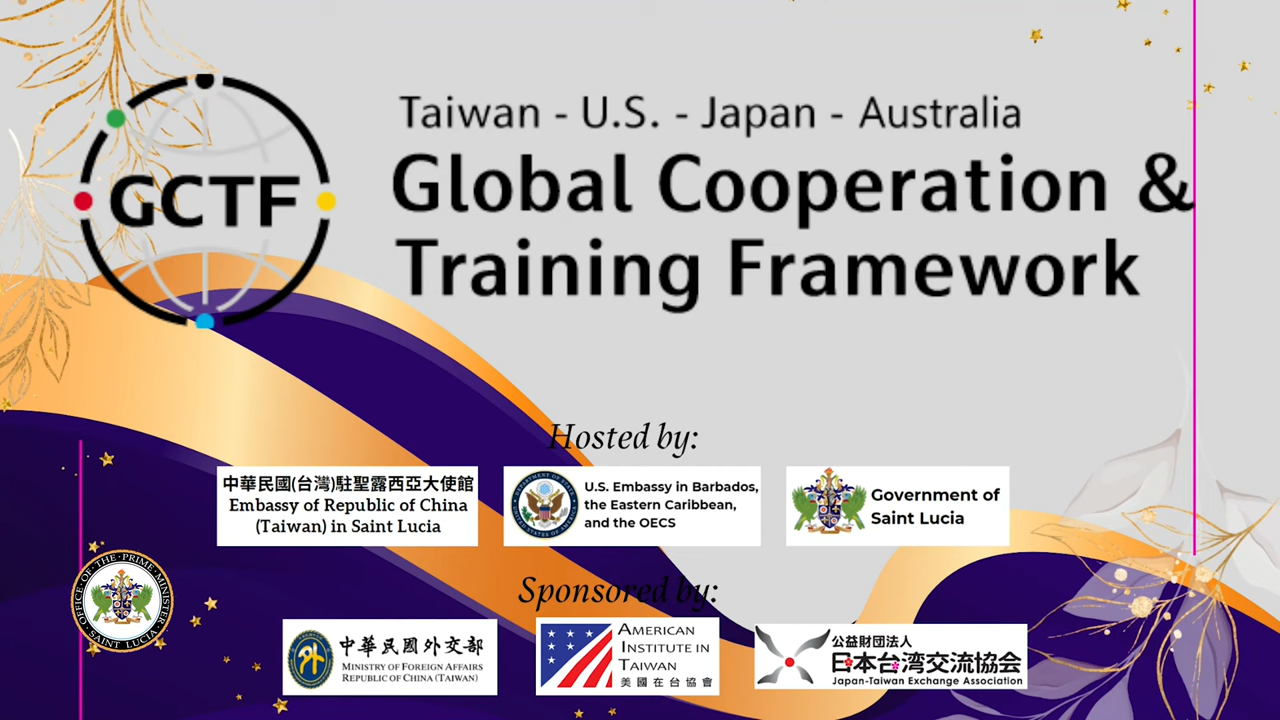 GCTF
Taiwan - U.S. - Japan - Australia
Global Cooperation &
Training Framework
Hosted by:
中華民國(台灣)駐聖露西亞大使館
Embassy of Republic of China
(Taiwan) in Saint Lucia
U.S. Embassy in Barbados,
the Eastern Caribbean,
and the OECS
Government of
Saint Lucia
OFFICE·OF·THE·PRIME·MINISTER
·SAINT LUCIA·
Sponsored by:
外
中華民國外交部
MINISTRY OF FOREIGN AFFAIRS
REPUBLIC OF CHINA (TAIWAN)
AMERICAN
INSTITUTE IN
TAIWAN
美國在台協會
公益財団法人
日本台湾交流協会
Japan-Taiwan Exchange Association